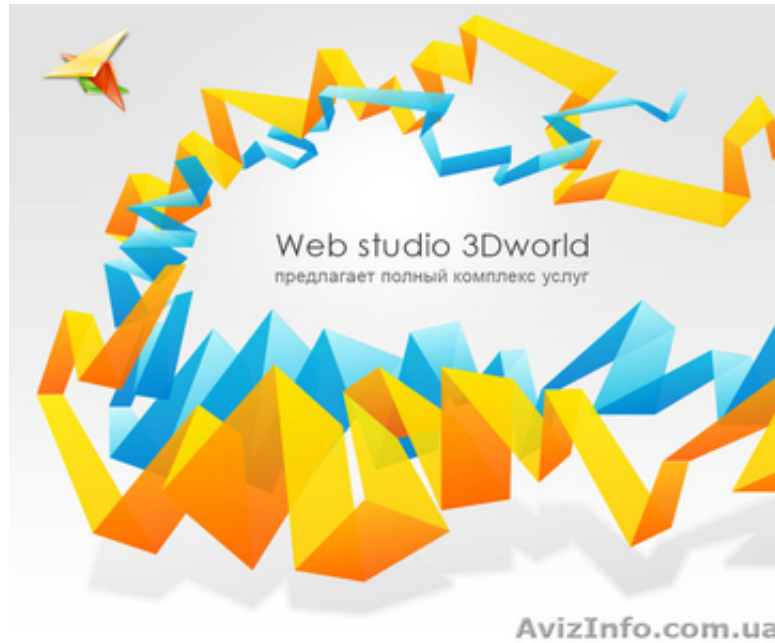 Web studio 3Dworld
предлагает полный комплекс услуг
AvizInfo.com.ua